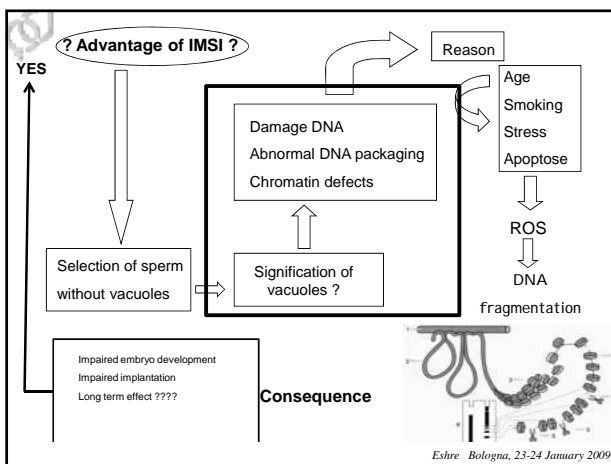 ? Advantage of IMSI ?
YES
Reason
Age
Smoking
Stress
Apoptose
Damage DNA
Abnormal DNA packaging
Chromatin defects
ROS
DNA
fragmentation
Selection of sperm
without vacuoles
Signification of
vacuoles ?
Impaired embryo development
Impaired implantation
Long term effect ????
Consequence
Eshre Bologna, 23-24 January 2009